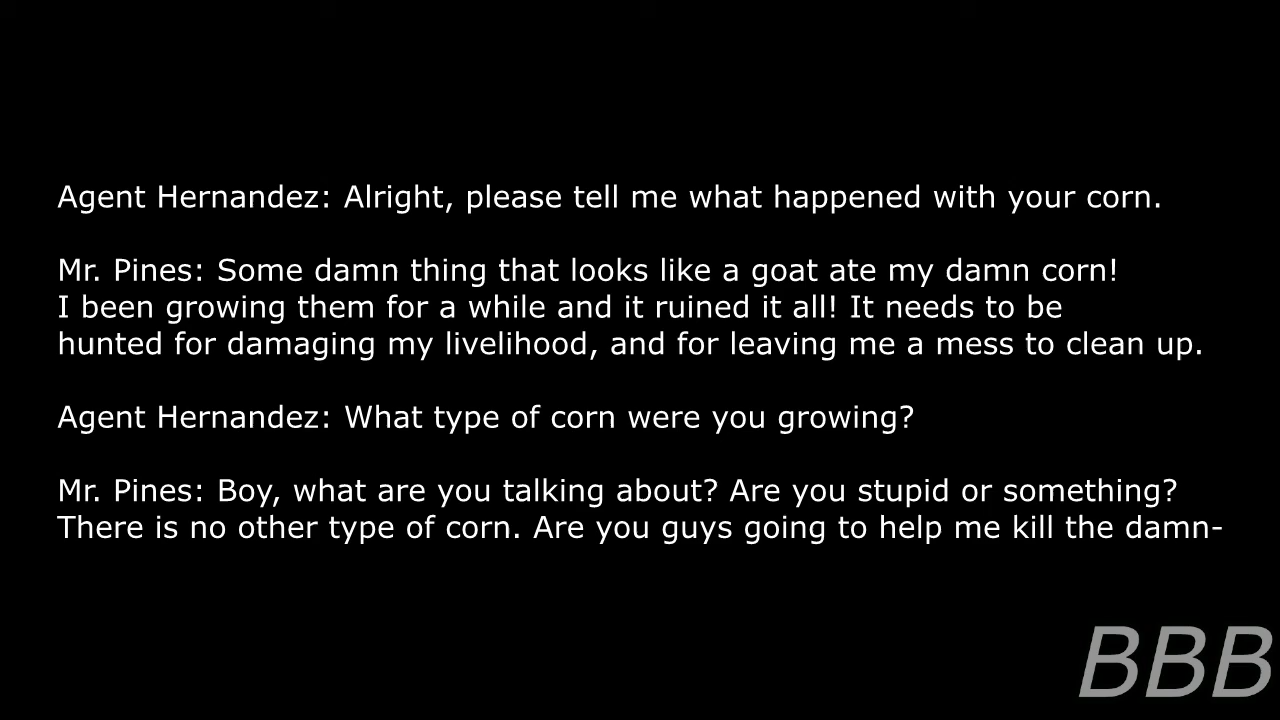 Agent Hernandez: Alright, please tell me what happened with your corn.
Mr. Pines: Some damn thing that looks like a goat ate my damn corn!
I been growing them for a while and it ruined it all! It needs to be
hunted for damaging my livelihood, and for leaving me a mess to clean up.
Agent Hernandez: What type of corn were you growing?
Mr. Pines: Boy, what are you talking about? Are you stupid or something?
There is no other type of corn. Are you guys going to help me kill the damn-
BBB